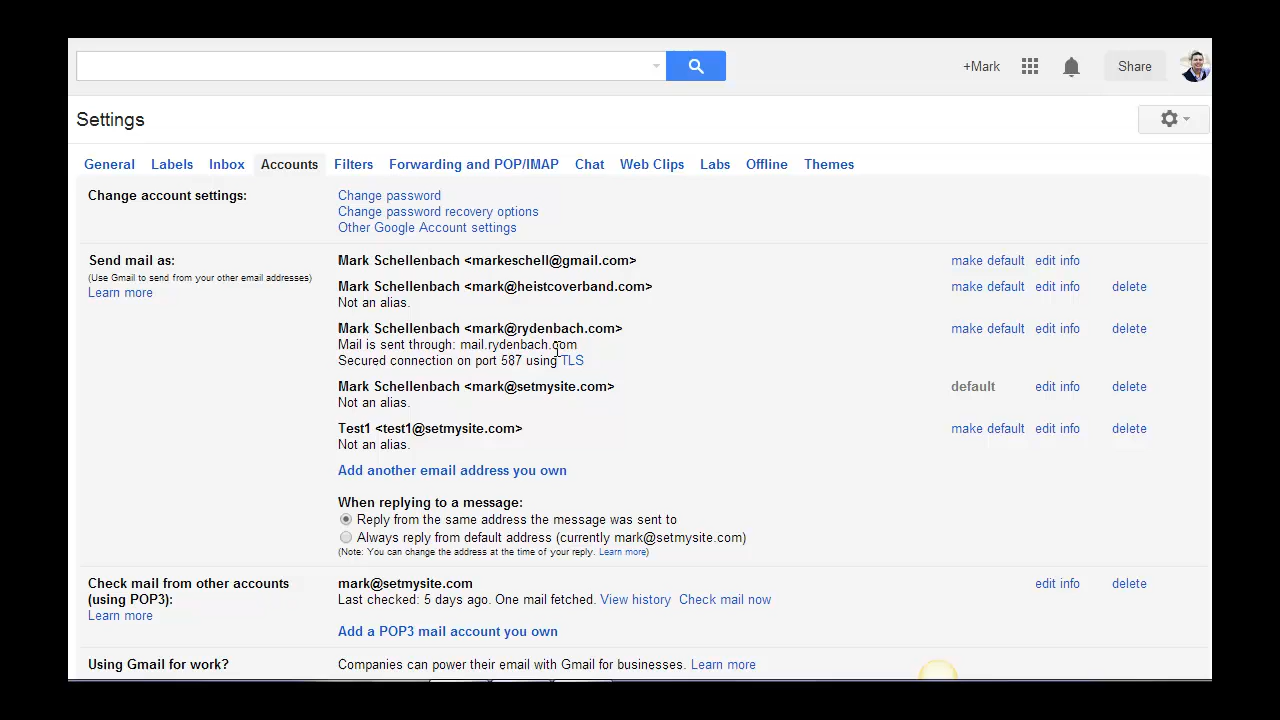 +Mark Share
Settings
General Labels Inbox Accounts Filters Forwarding and POP/IMAP Chat Web Clips Labs Offline Themes
Change account settings: Change password
Change password recovery options
Other Google Account settings
Send mail as: Mark Schellenbach <markeschell@gmail.com> make default edit info
(Use Gmail to send from your other email addresses)
Learn more
Mark Schellenbach <mark@heistcoverband.com> make default edit info delete
Not an alias.
Mark Schellenbach <mark@rydenbach.com> make default edit info delete
Mail is sent through: mail.rydenbach.com
Secured connection on port 587 using TLS
Mark Schellenbach <mark@setmysite.com> default edit info delete
Not an alias.
Test1 <test1@setmysite.com> make default edit info delete
Not an alias.
Add another email address you own
When replying to a message:
Reply from the same address the message was sent to
Always reply from default address (currently mark@setmysite.com)
(Note: You can change the address at the time of your reply. Learn more)
Check mail from other accounts mark@setmysite.com edit info delete
(using POP3): Last checked: 5 days ago. One mail fetched. View history Check mail now
Learn more
Add a POP3 mail account you own
Using Gmail for work? Companies can power their email with Gmail for businesses. Learn more